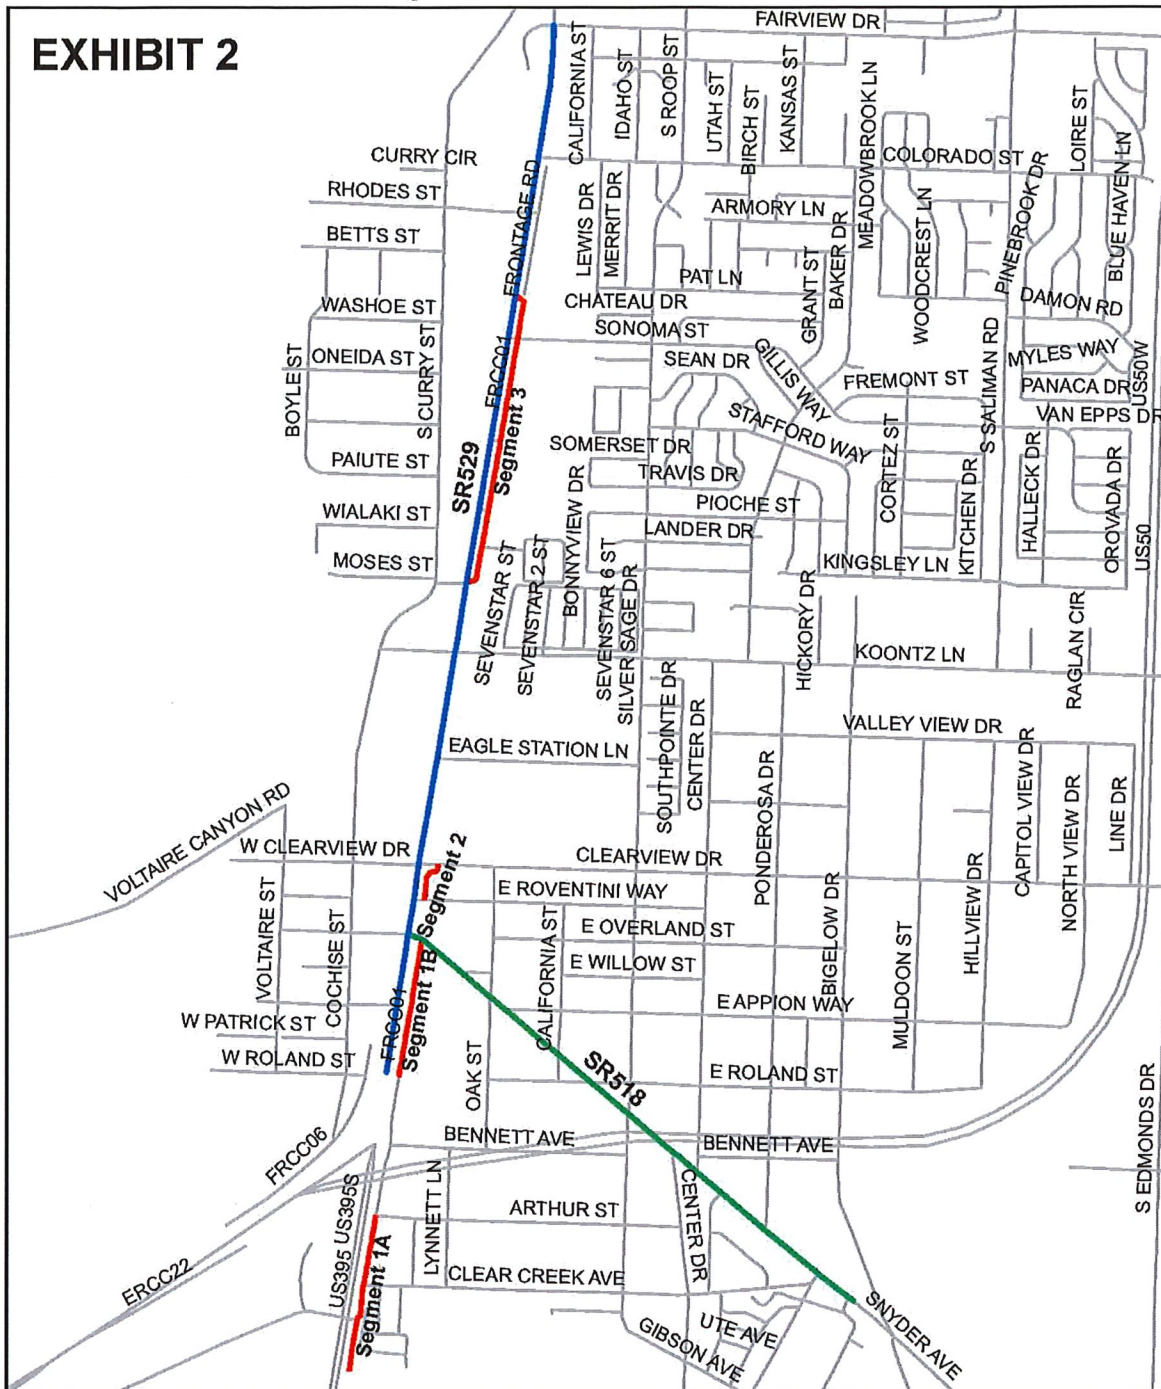 EXHIBIT 2
FAIRVIEW DR
CALIFORNIA ST
IDAHO ST
S ROOP ST
UTAH ST
BIRCH ST
KANSAS ST
MEADOWBROOK LN
LOIRE ST
CURRY CIR
COLORADO ST
RHODES ST
FRONTAGE RD
LEWIS DR
MERRIT DR
ARMORY LN
WOODCREST LN
PINEBROOK DR
BLUE HAVEN LN
BETTS ST
PAT LN
GRANT ST
BAKER DR
WASHOE ST
CHATEAU DR
DAMON RD
SONOMA ST
ONEIDA ST
BOYLE ST
S CURRY ST
FRCC01
SEAN DR
GILLIS WAY
FREMONT ST
S SALIMAN RD
MYLES WAY
PANACA DR
US50W
VAN EPPS DR
SR529
Segment 3
STAFFORD WAY
SOMERSET DR
PAIUTE ST
TRAVIS DR
CORTEZ ST
KITCHEN DR
HALLECK DR
OROVADA DR
US50
PIOCHE ST
WIALAKI ST
LANDER DR
MOSES ST
KINGSLEY LN
SEVENSTAR ST
SEVENSTAR 2 ST
BONNYVIEW DR
SEVENSTAR 6 ST
SILVER SAGE DR
HICKORY DR
KOONTZ LN
RAGLAN CIR
VALLEY VIEW DR
EAGLE STATION LN
SOUTHPOINTE DR
CENTER DR
PONDEROSA DR
CAPITOL VIEW DR
NORTH VIEW DR
LINE DR
VOLTAIRE CANYON RD
W CLEARVIEW DR
Segment 2
CLEARVIEW DR
E ROVENTINI WAY
VOLTAIRE ST
COCHISE ST
E OVERLAND ST
BIGELOW DR
MULDOON ST
HILLVIEW DR
E WILLOW ST
CALIFORNIA ST
FRCC01
Segment 1B
E APPION WAY
W PATRICK ST
W ROLAND ST
OAK ST
SR518
E ROLAND ST
S EDMONDS DR
FRCC06
BENNETT AVE
BENNETT AVE
US395S
LYNNETT LN
ARTHUR ST
CENTER DR
US395
Segment 1A
ERCC22
CLEAR CREEK AVE
GIBSON AVE
UTE AVE
SNYDER AVE